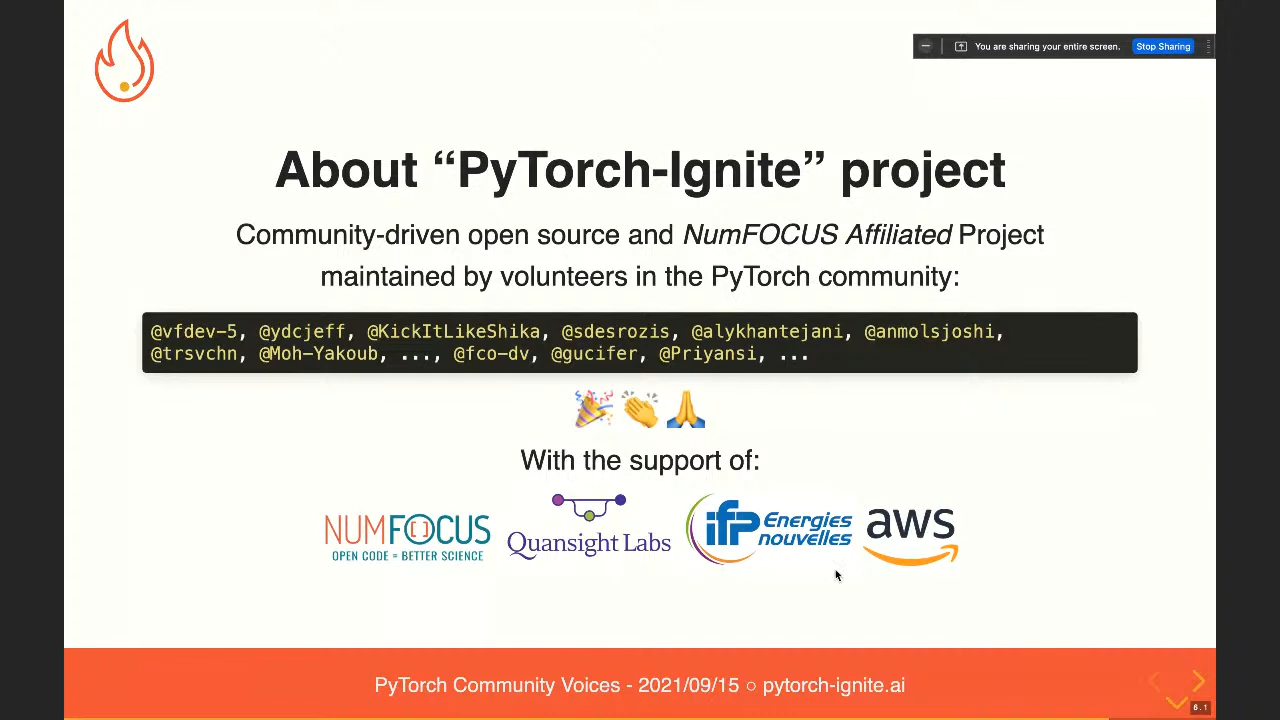 You are sharing your entire screen. Stop Sharing
About “PyTorch-Ignite” project
Community-driven open source and NumFOCUS Affiliated Project
maintained by volunteers in the PyTorch community:
@vfdev-5, @ydcjeff, @KickItLikeShika, @sdesrozis, @alykhantejani, @anmolsjoshi,
@trsvchn, @Moh-Yakoub, ..., @fco-dv, @gucifer, @Priyansi, ...
With the support of:
NUMFOCUS
OPEN CODE = BETTER SCIENCE
Quansight Labs
ifp Energies
nouvelles
aws
PyTorch Community Voices - 2021/09/15 ○ pytorch-ignite.ai
6.1